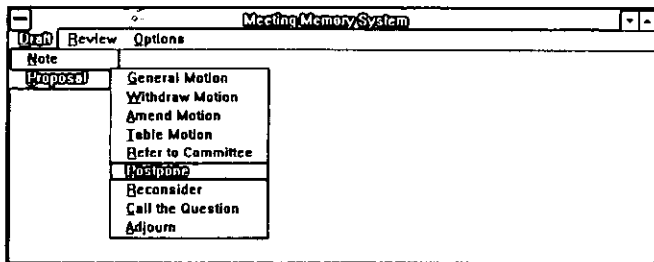 Meeting Memory System
Draft Review Options
Note
Proposal
General Motion
Withdraw Motion
Amend Motion
Table Motion
Refer to Committee
Postpone
Reconsider
Call the Question
Adjourn